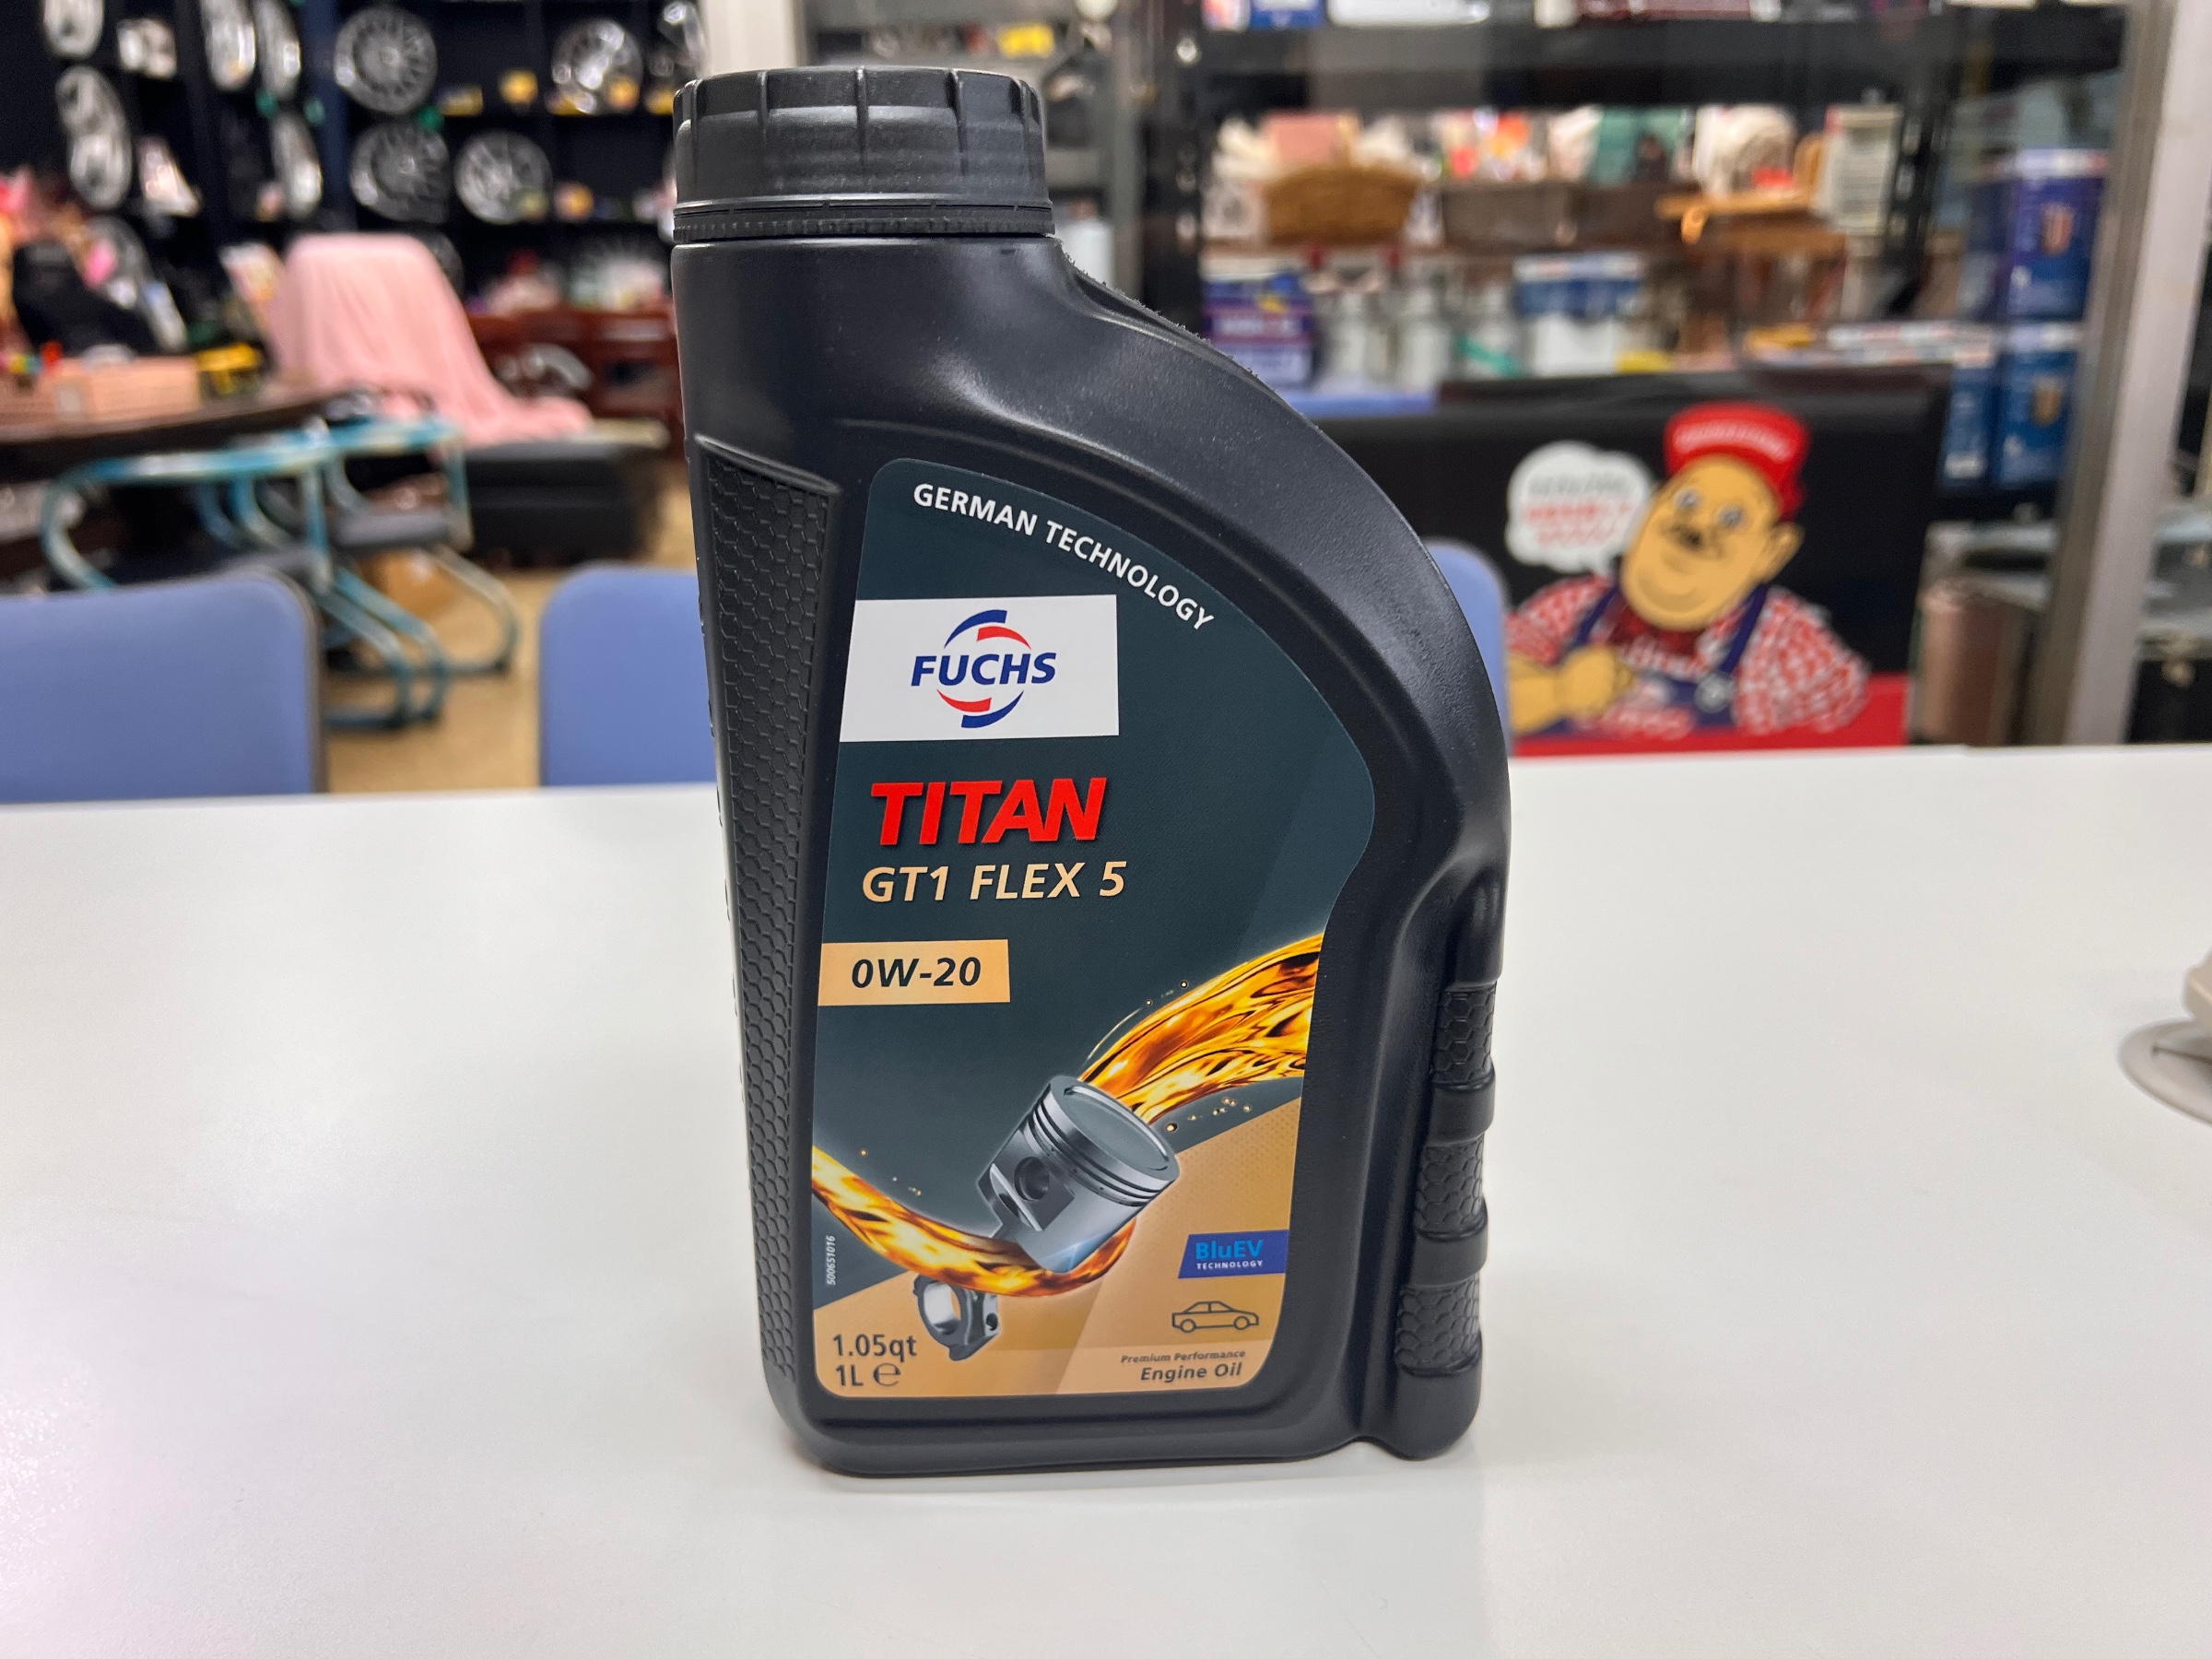 GERMAN TECHNOLOGY
FUCHS
TITAN
GT1 FLEX 5
0W-20
BluEV
TECHNOLOGY
500651016
1.05qt
1L ℮
Premium Performance
Engine Oil